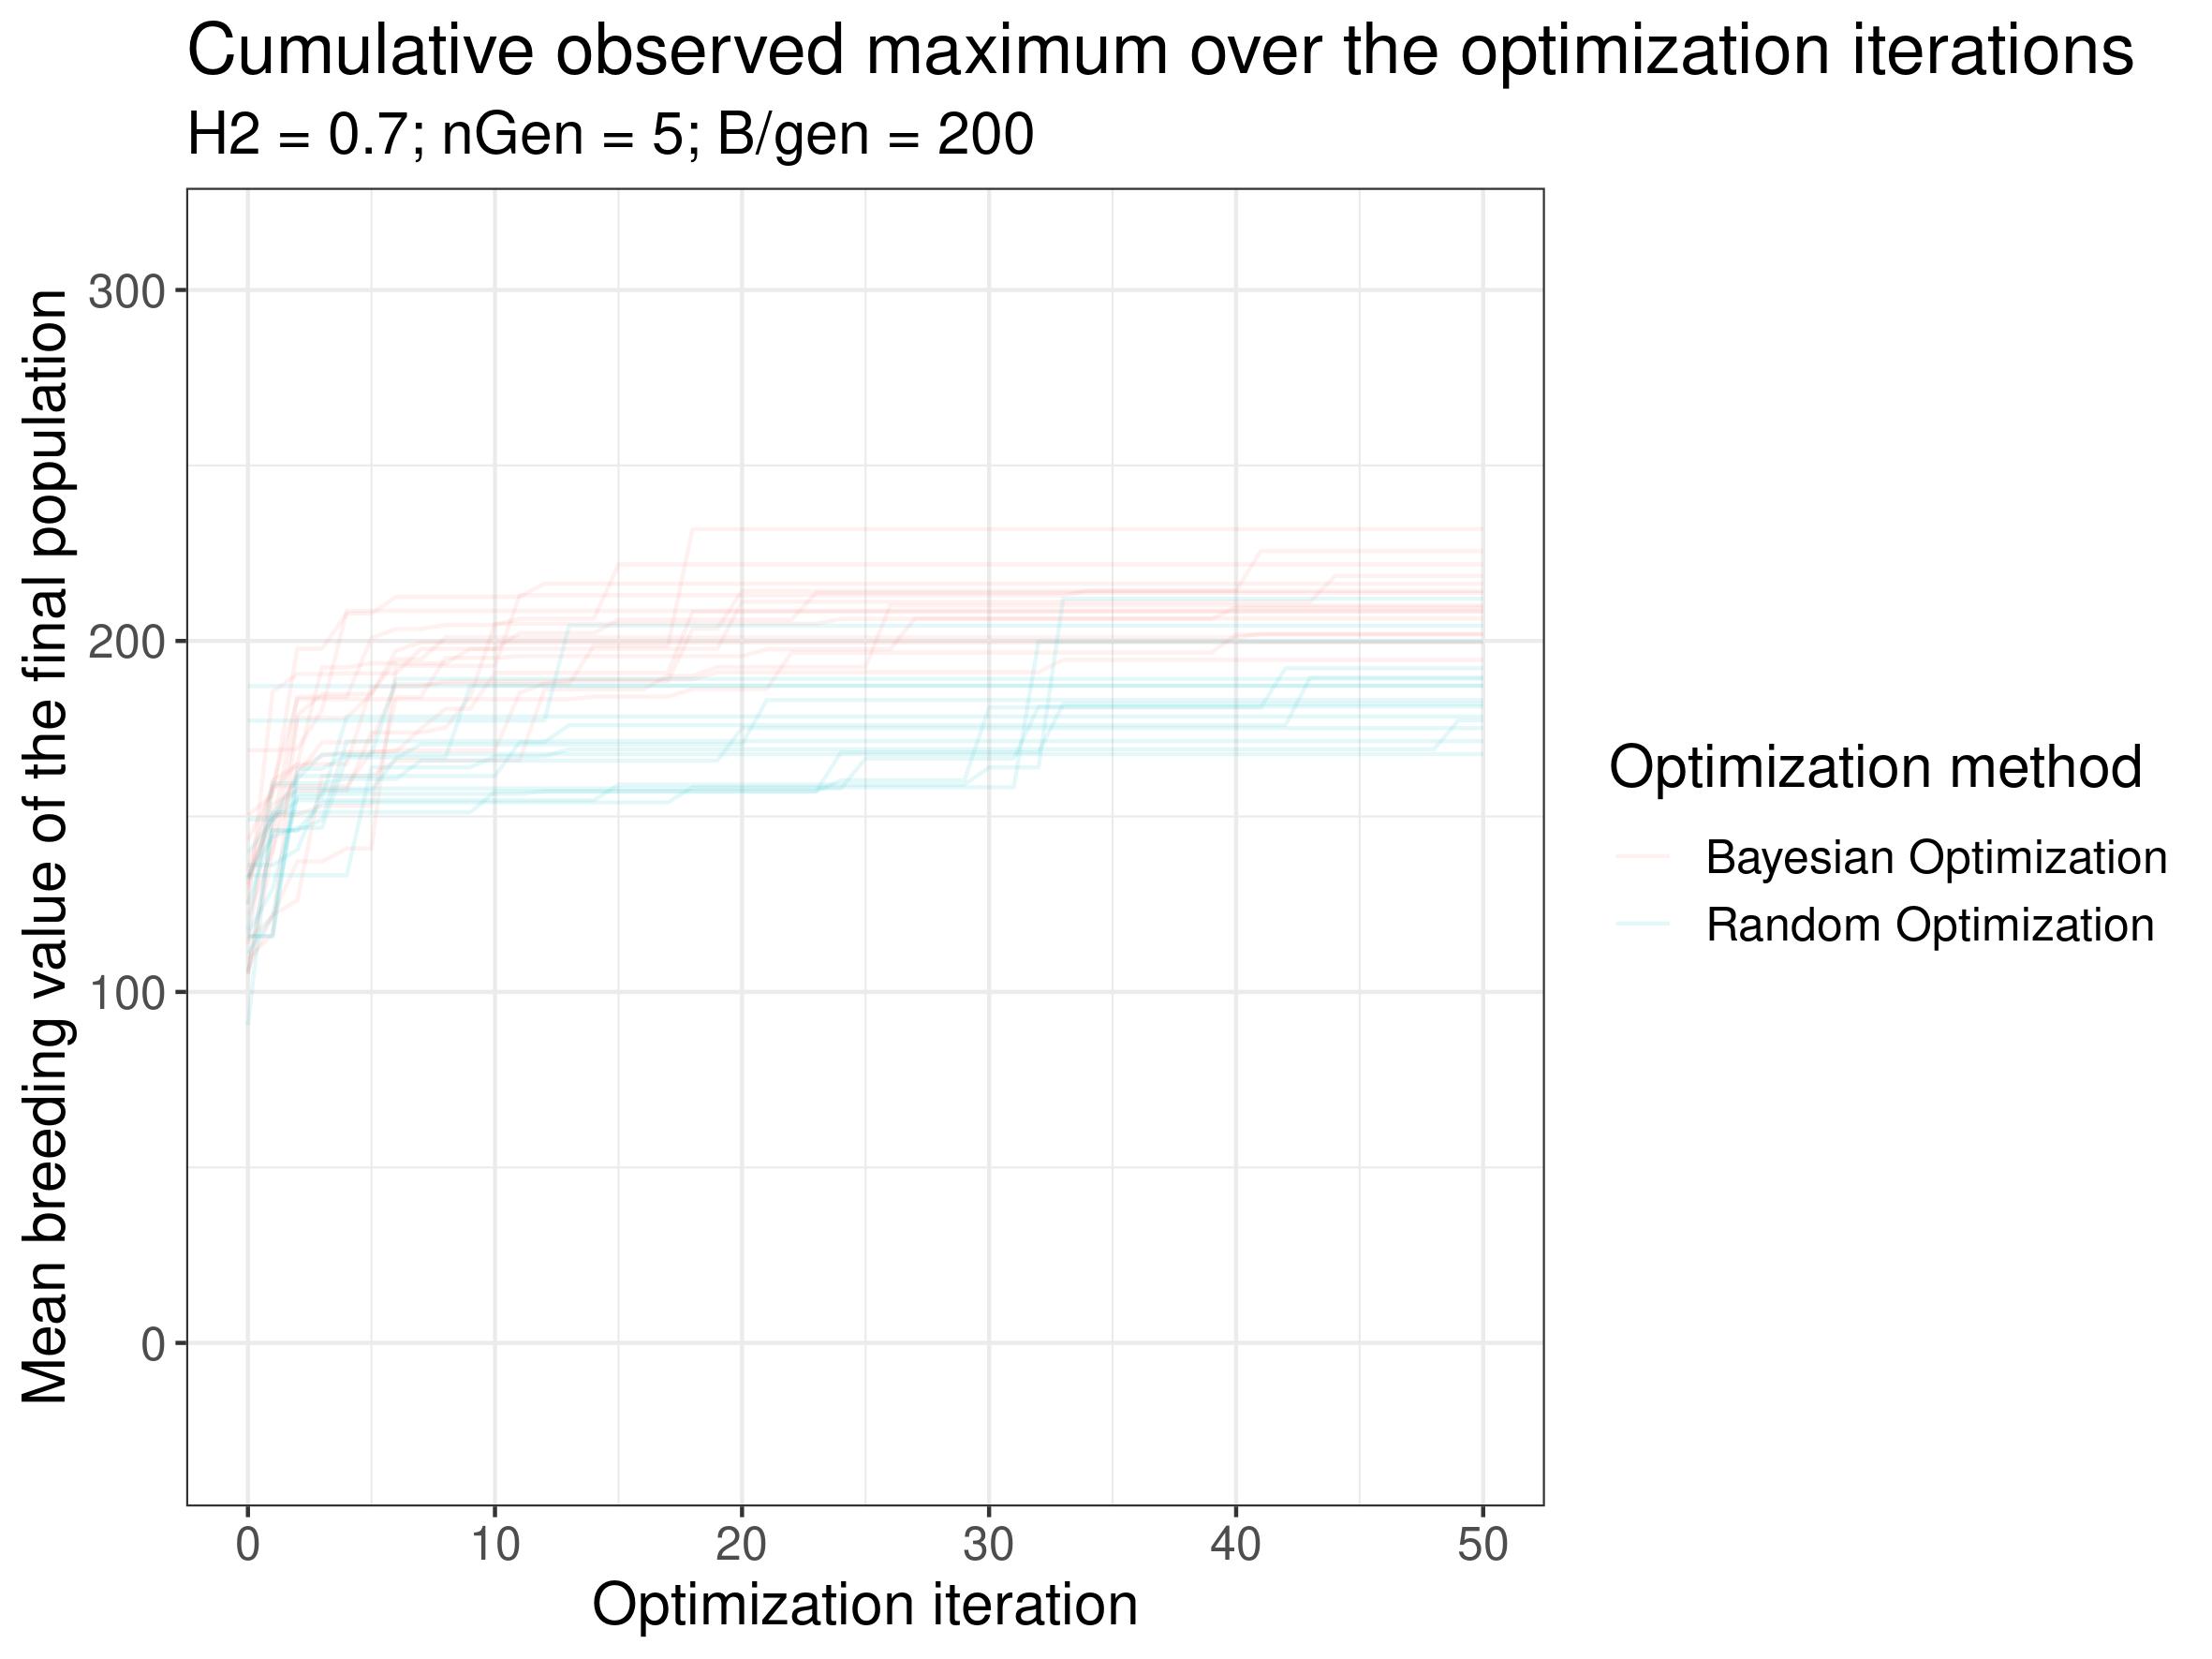 Cumulative observed maximum over the optimization iterations
H2 = 0.7; nGen = 5; B/gen = 200
Mean breeding value of the final population
300
200
100
0
0 10 20 30 40 50
Optimization iteration
Optimization method
Bayesian Optimization
Random Optimization